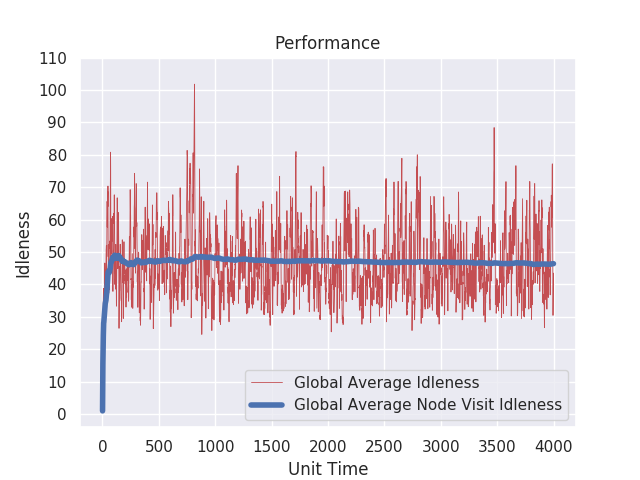 Performance
110
100
90
80
70
60
50
40
30
20
10
0
Idleness
Global Average Idleness
Global Average Node Visit Idleness
0 500 1000 1500 2000 2500 3000 3500 4000
Unit Time